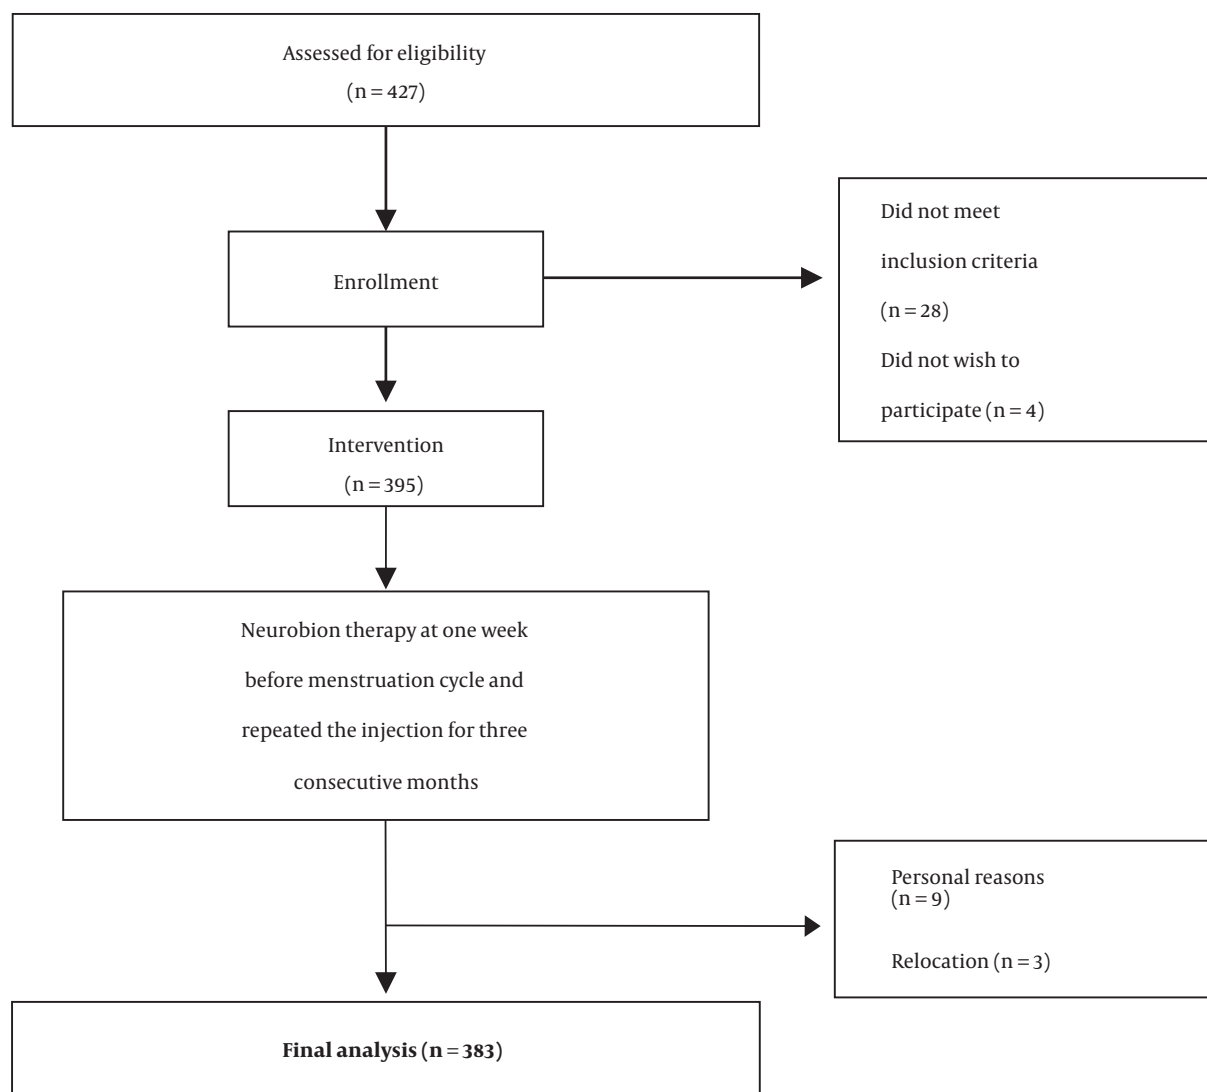 Assessed for eligibility
(n = 427)
Enrollment
Did not meet
inclusion criteria
(n = 28)
Did not wish to
participate (n = 4)
Intervention
(n = 395)
Neurobion therapy at one week
before menstruation cycle and
repeated the injection for three
consecutive months
Personal reasons
(n = 9)
Relocation (n = 3)
Final analysis (n = 383)